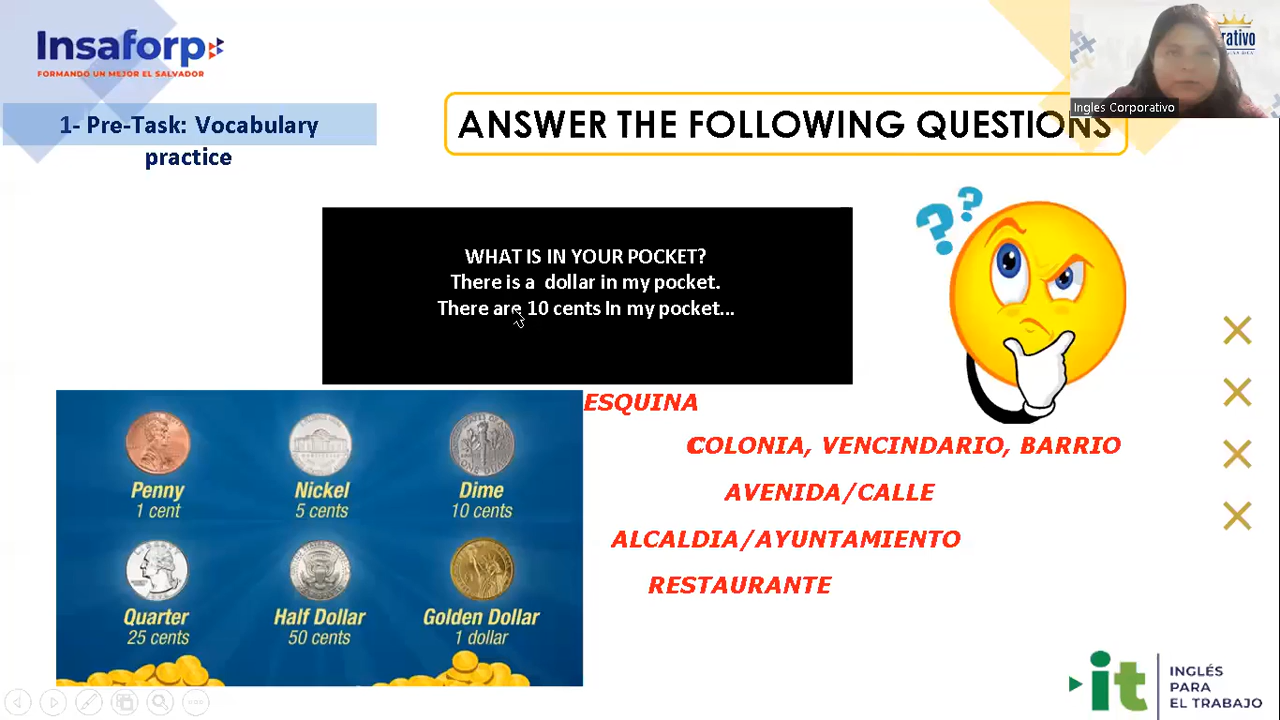 Insaforp
FORMANDO UN MEJOR EL SALVADOR
1- Pre-Task: Vocabulary
practice
ANSWER THE FOLLOWING QUESTIONS
rativo
Ingles Corporativo
WHAT IS IN YOUR POCKET?
There is a dollar in my pocket.
There are 10 cents In my pocket...
? ?
ESQUINA
COLONIA, VENCINDARIO, BARRIO
AVENIDA/CALLE
ALCALDIA/AYUNTAMIENTO
RESTAURANTE
Penny Nickel Dime
1 cent 5 cents 10 cents
Quarter Half Dollar Golden Dollar
25 cents 50 cents 1 dollar
it INGLÉS
PARA
EL TRABAJO